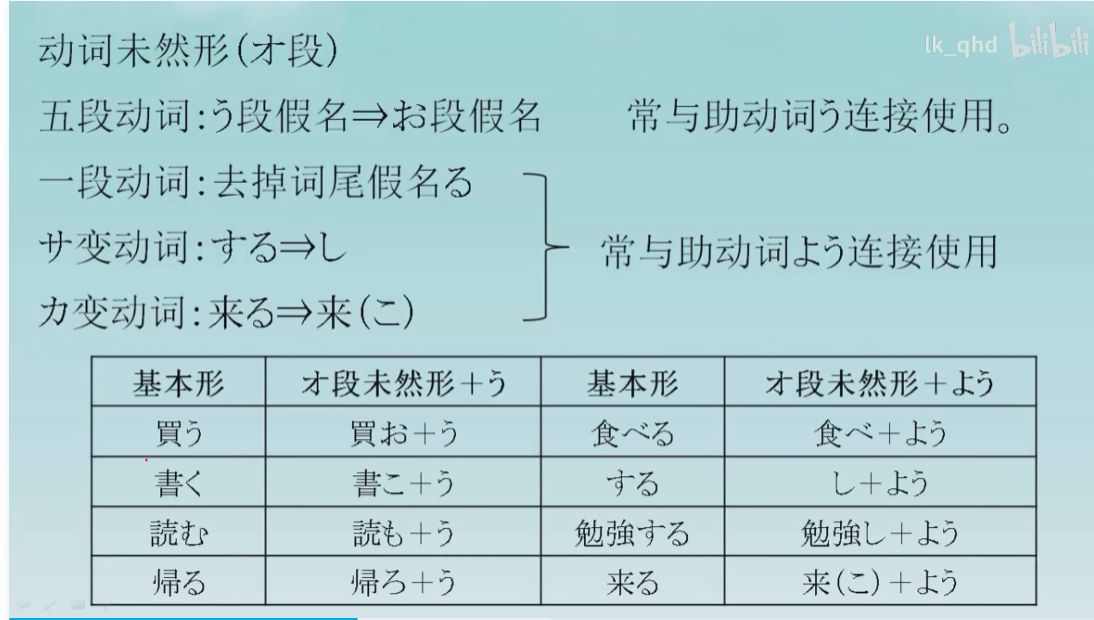 动词未然形(オ段)
lk_qhd bilibili
五段动词:う段假名⇒お段假名 常与助动词う连接使用。
一段动词:去掉词尾假名る
サ变动词:する⇒し 常与助动词よう连接使用
カ变动词:来る⇒来(こ)
基本形 オ段未然形+う 基本形 オ段未然形+よう
買う 買お+う 食べる 食べ+よう
書く 書こ+う する し+よう
読む 読も+う 勉強する 勉強し+よう
帰る 帰ろ+う 来る 来(こ)+よう